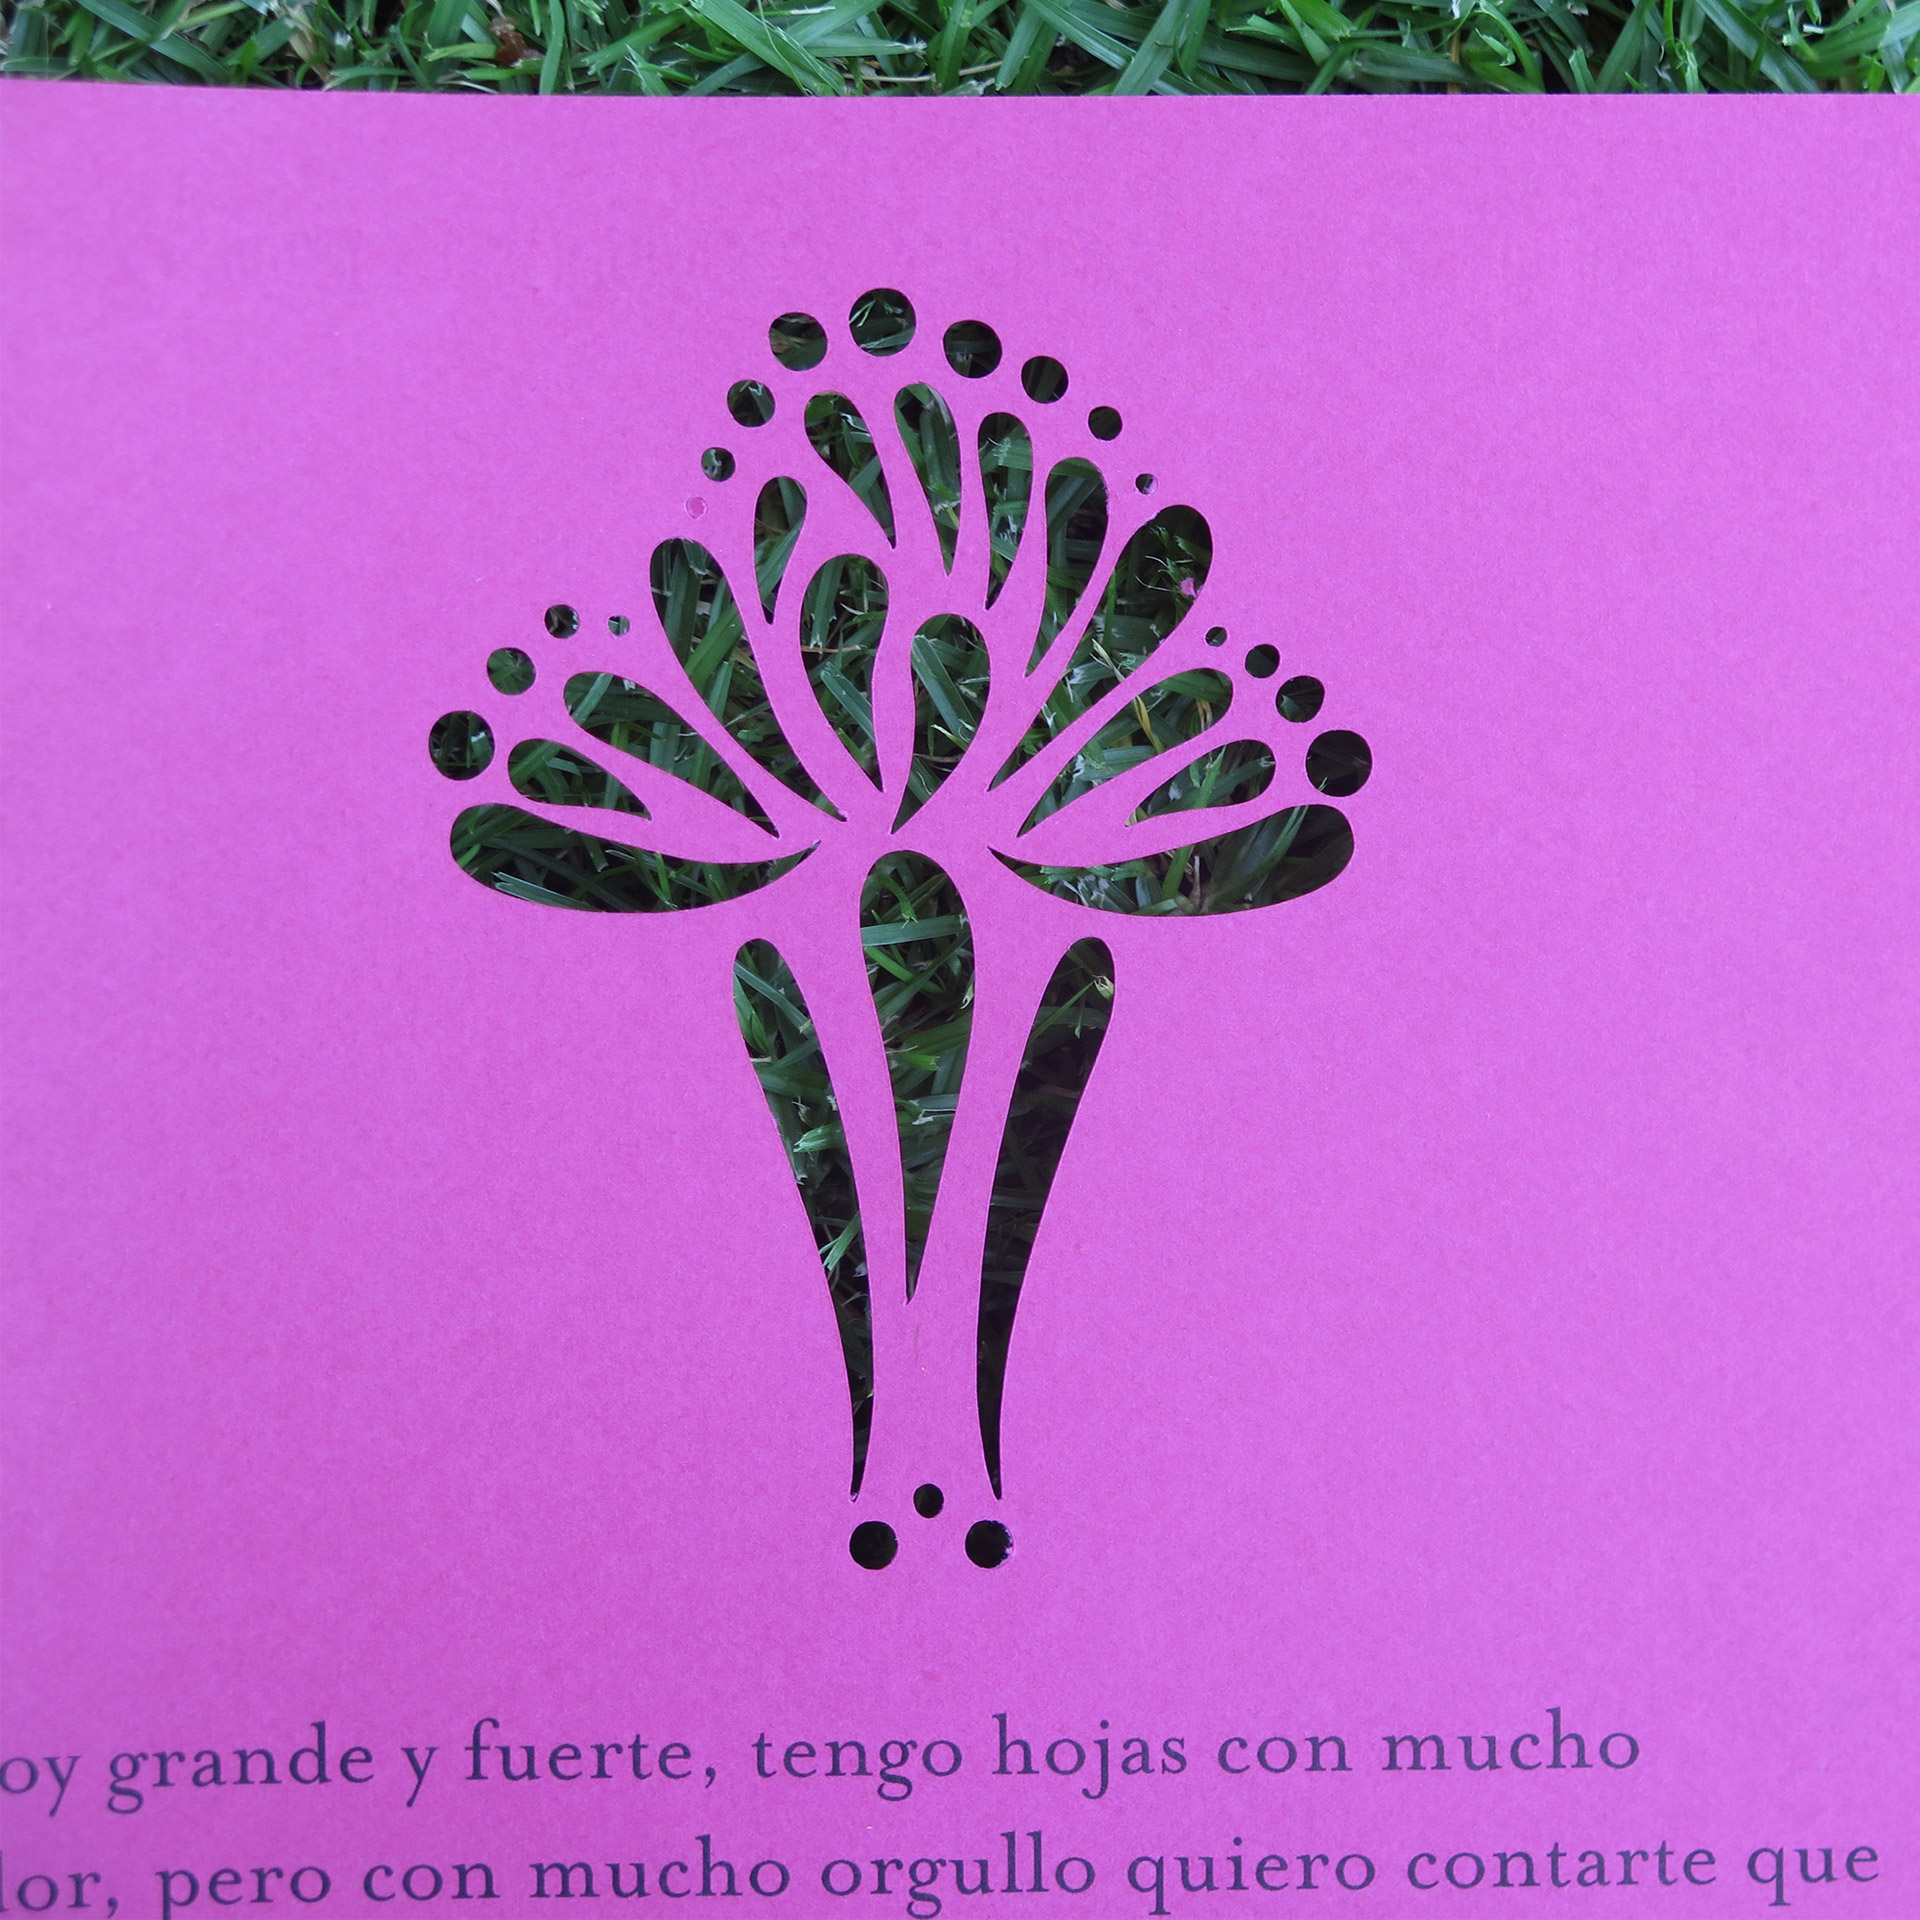 oy grande y fuerte, tengo hojas con mucho
lor, pero con mucho orgullo quiero contarte que